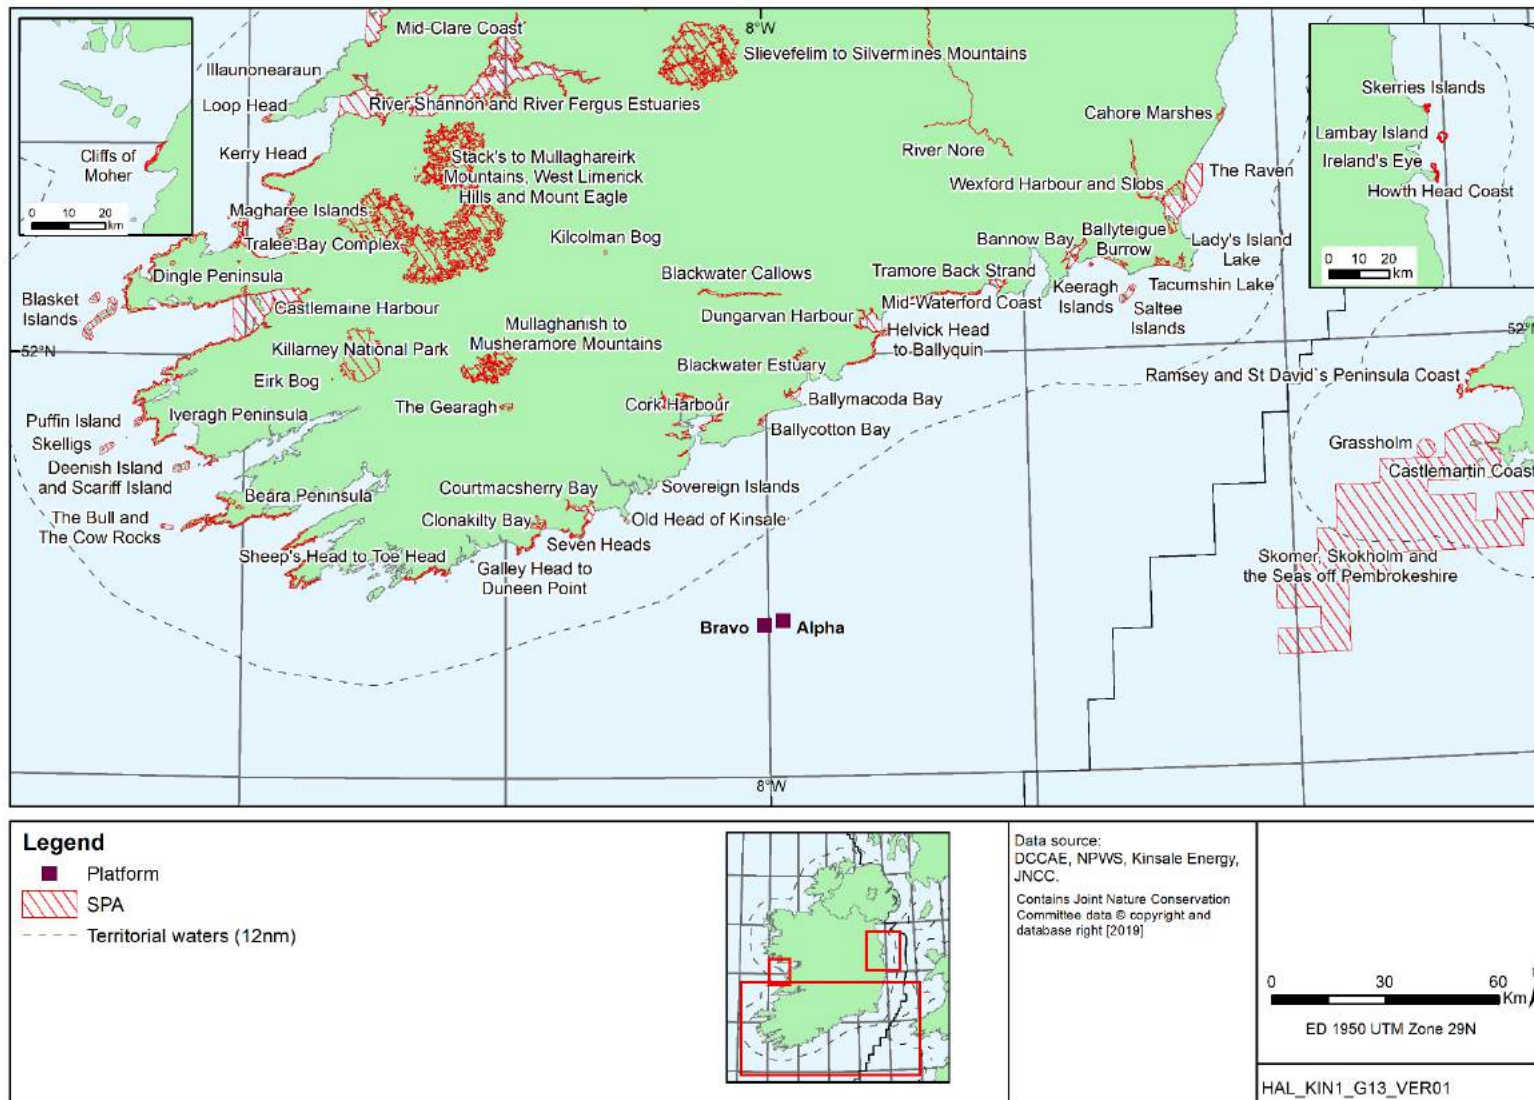 8°W
Mid-Clare Coast
Slievefelim to Silvermines Mountains
Illaunonearaun
Loop Head
River Shannon and River Fergus Estuaries
Cahore Marshes
Skerries Islands
Lambay Island
Ireland's Eye
Howth Head Coast
0 10 20
km
Cliffs of
Moher
0 10 20
km
Kerry Head
Stack's to Mullaghareirk
Mountains, West Limerick
Hills and Mount Eagle
River Nore
The Raven
Wexford Harbour and Slobs
Magharee Islands
Tralee Bay Complex
Kilcolman Bog
Bannow Bay
Ballyteigue
Burrow
Lady's Island
Lake
Dingle Peninsula
Blackwater Callows
Tramore Back Strand
Keeragh
Islands
Tacumshin Lake
Blasket
Islands
Castlemaine Harbour
Dungarvan Harbour
Mid-Waterford Coast
Saltee
Islands
Mullaghanish to
Musheramore Mountains
Helvick Head
to Ballyquin
52°N
52°N
Killarney National Park
Blackwater Estuary
Ramsey and St David`s Peninsula Coast
Eirk Bog
The Gearagh
Cork Harbour
Ballymacoda Bay
Puffin Island
Iveragh Peninsula
Ballycotton Bay
Skelligs
Grassholm
Deenish Island
and Scariff Island
Castlemartin Coast
Beara Peninsula
Courtmacsherry Bay
Sovereign Islands
The Bull and
The Cow Rocks
Clonakilty Bay
Old Head of Kinsale
Seven Heads
Sheep's Head to Toe Head
Galley Head to
Duneen Point
Skomer, Skokholm and
the Seas off Pembrokeshire
Bravo
Alpha
8°W
Legend
Platform
SPA
Territorial waters (12nm)
Data source:
DCCAE, NPWS, Kinsale Energy,
JNCC.
Contains Joint Nature Conservation
Committee data © copyright and
database right [2019]
0 30 60
Km
ED 1950 UTM Zone 29N
HAL_KIN1_G13_VER01